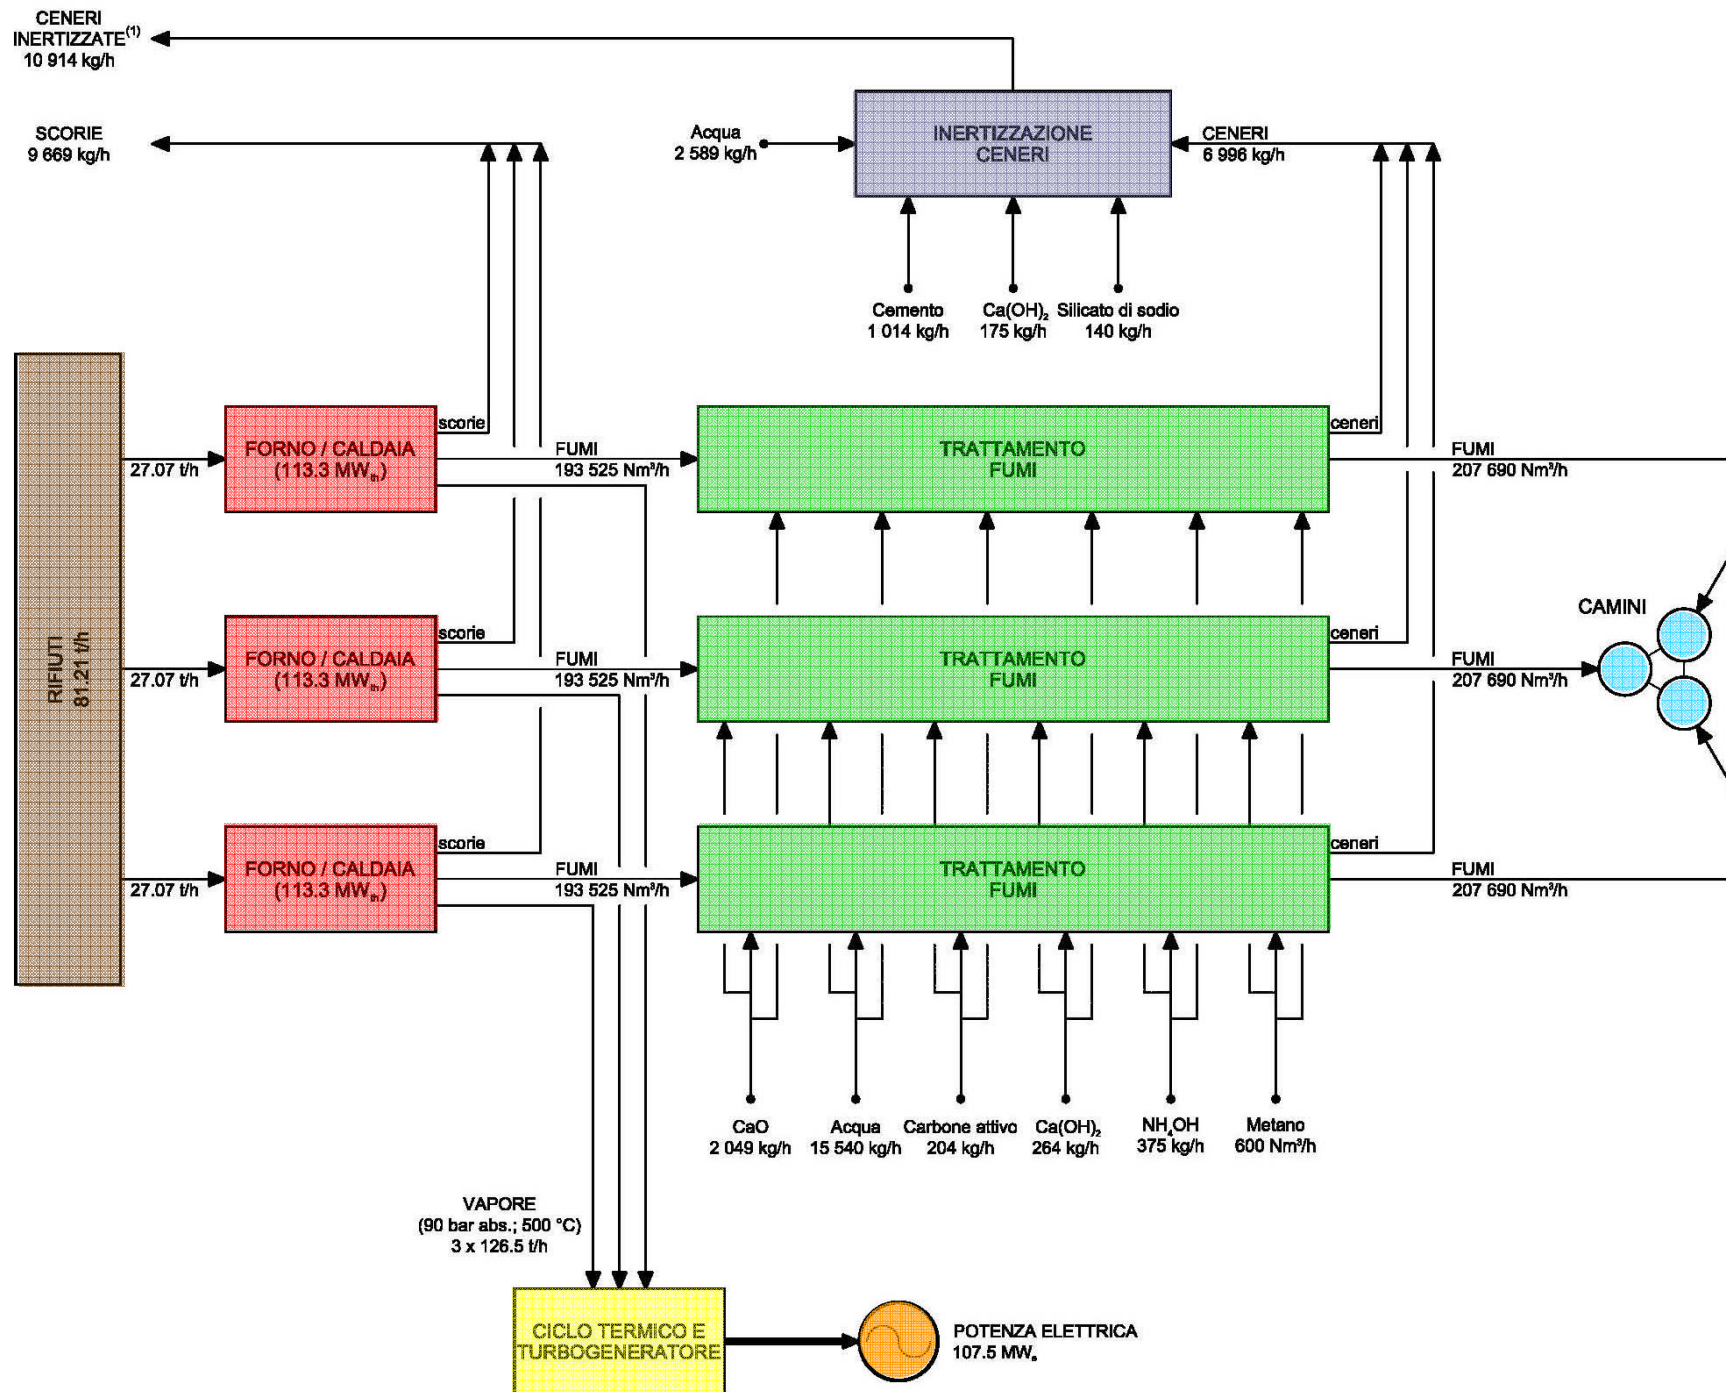 CENERI
INERTIZZATE(1)
10 914 kg/h
SCORIE
9 669 kg/h
Acqua
2 589 kg/h
INERTIZZAZIONE
CENERI
CENERI
6 996 kg/h
Cemento
1 014 kg/h
Ca(OH)2
175 kg/h
Silicato di sodio
140 kg/h
RIFIUTI
81.21 t/h
27.07 t/h
FORNO / CALDAIA
(113.3 MWth)
scorie
FUMI
193 525 Nm³/h
TRATTAMENTO
FUMI
ceneri
FUMI
207 690 Nm³/h
27.07 t/h
FORNO / CALDAIA
(113.3 MWth)
scorie
FUMI
193 525 Nm³/h
TRATTAMENTO
FUMI
ceneri
FUMI
207 690 Nm³/h
CAMINI
27.07 t/h
FORNO / CALDAIA
(113.3 MWth)
scorie
FUMI
193 525 Nm³/h
TRATTAMENTO
FUMI
ceneri
FUMI
207 690 Nm³/h
CaO
2 049 kg/h
Acqua
15 540 kg/h
Carbone attivo
204 kg/h
Ca(OH)2
264 kg/h
NH4OH
375 kg/h
Metano
600 Nm³/h
VAPORE
(90 bar abs.; 500 °C)
3 x 126.5 t/h
CICLO TERMICO E
TURBOGENERATORE
POTENZA ELETTRICA
107.5 MWe